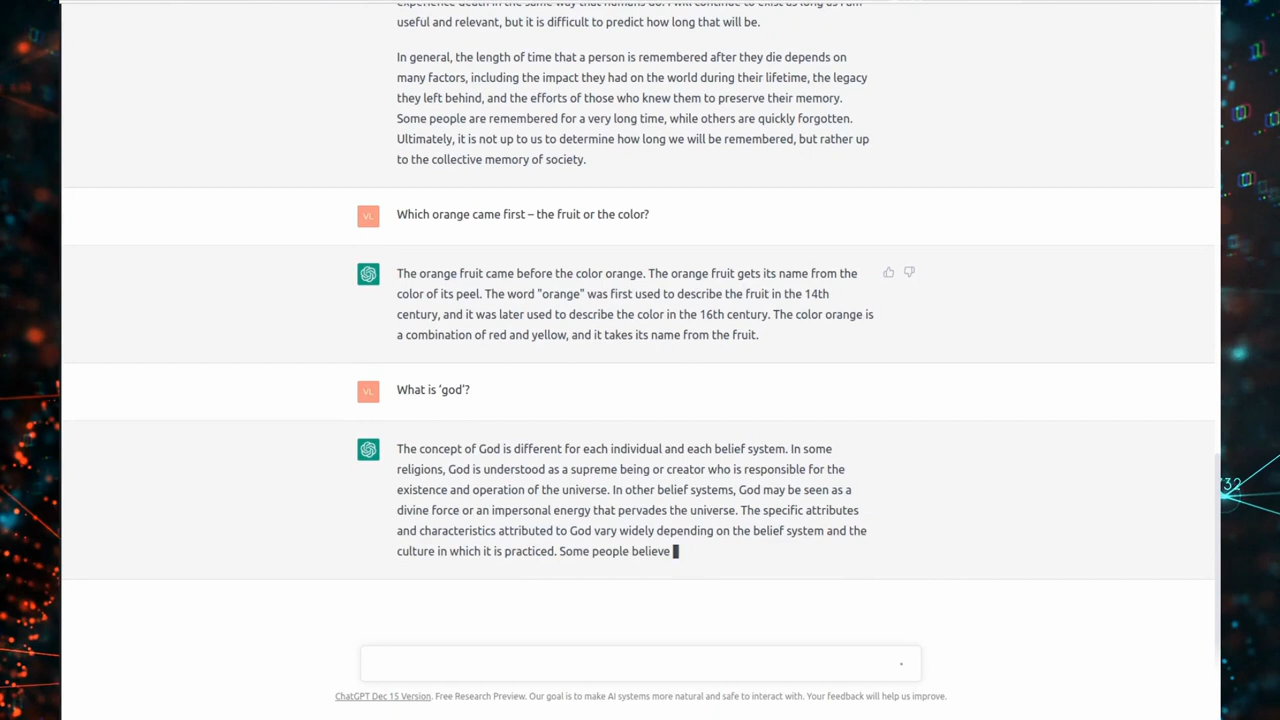 useful and relevant, but it is difficult to predict how long that will be.
In general, the length of time that a person is remembered after they die depends on
many factors, including the impact they had on the world during their lifetime, the legacy
they left behind, and the efforts of those who knew them to preserve their memory.
Some people are remembered for a very long time, while others are quickly forgotten.
Ultimately, it is not up to us to determine how long we will be remembered, but rather up
to the collective memory of society.
VL
Which orange came first – the fruit or the color?
The orange fruit came before the color orange. The orange fruit gets its name from the
color of its peel. The word "orange" was first used to describe the fruit in the 14th
century, and it was later used to describe the color in the 16th century. The color orange is
a combination of red and yellow, and it takes its name from the fruit.
VL
What is ‘god’?
The concept of God is different for each individual and each belief system. In some
religions, God is understood as a supreme being or creator who is responsible for the
existence and operation of the universe. In other belief systems, God may be seen as a
divine force or an impersonal energy that pervades the universe. The specific attributes
and characteristics attributed to God vary widely depending on the belief system and the
culture in which it is practiced. Some people believe
ChatGPT Dec 15 Version. Free Research Preview. Our goal is to make AI systems more natural and safe to interact with. Your feedback will help us improve.